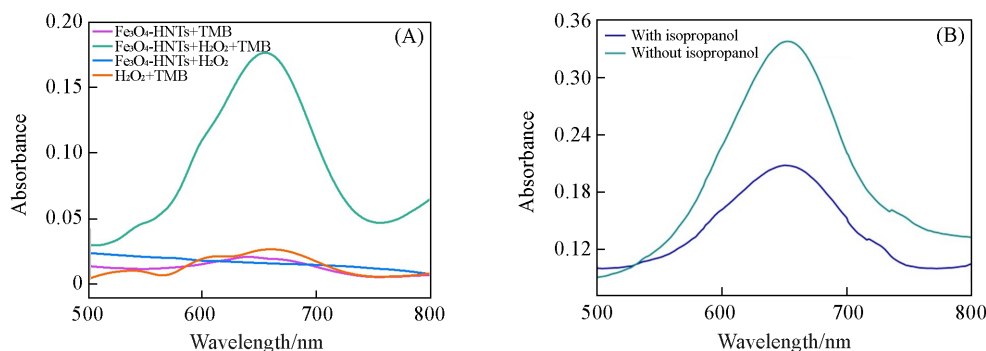 (A)
Fe₃O₄-HNTs+TMB
Fe₃O₄-HNTs+H₂O₂+TMB
Fe₃O₄-HNTs+H₂O₂
H₂O₂+TMB
0.20
0.15
0.10
0.05
0
Absorbance
500 600 700 800
Wavelength/nm
(B)
With isopropanol
Without isopropanol
0.36
0.30
0.24
0.18
0.12
Absorbance
500 600 700 800
Wavelength/nm